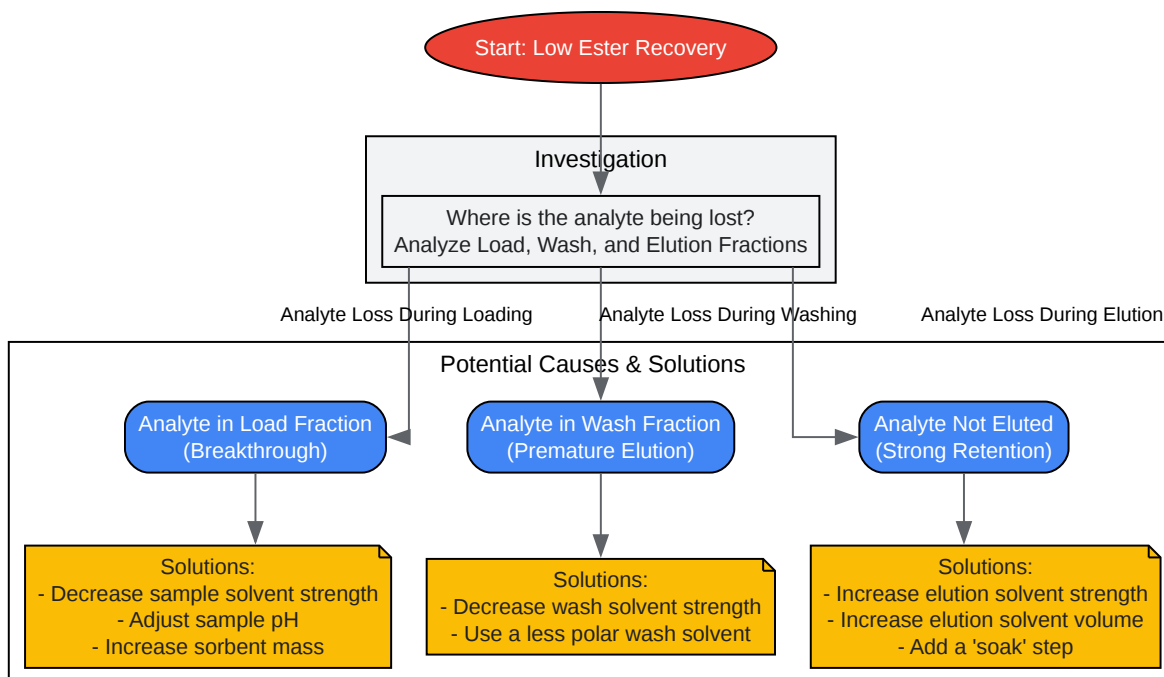 Start: Low Ester Recovery
Investigation
Where is the analyte being lost?
Analyze Load, Wash, and Elution Fractions
Analyte Loss During Loading
Analyte Loss During Washing
Analyte Loss During Elution
Potential Causes & Solutions
Analyte in Load Fraction
(Breakthrough)
Analyte in Wash Fraction
(Premature Elution)
Analyte Not Eluted
(Strong Retention)
Solutions:
- Decrease sample solvent strength
- Adjust sample pH
- Increase sorbent mass
Solutions:
- Decrease wash solvent strength
- Use a less polar wash solvent
Solutions:
- Increase elution solvent strength
- Increase elution solvent volume
- Add a 'soak' step